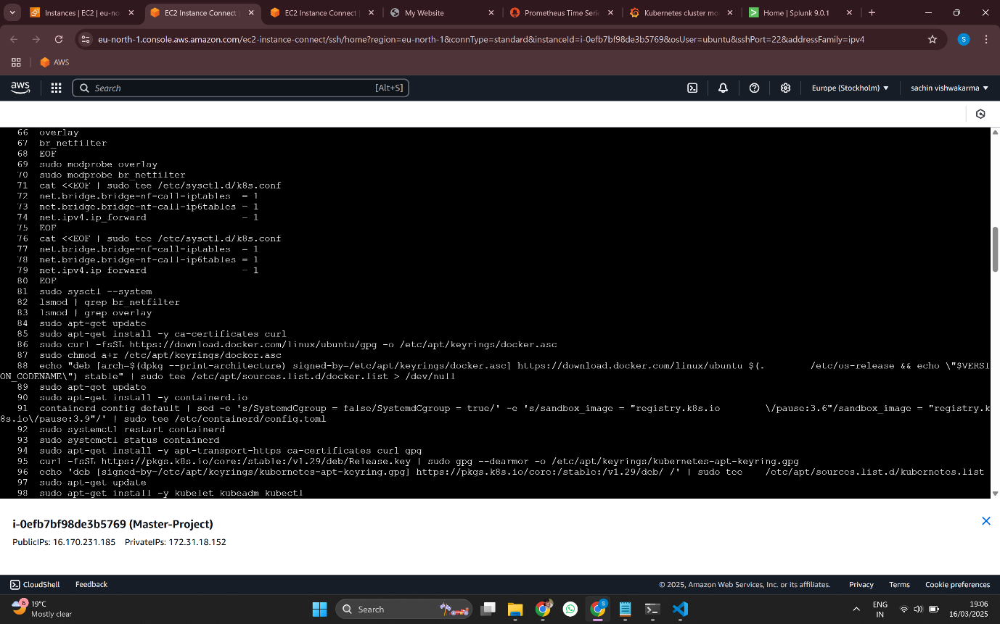 Instances | EC2 | eu-no
EC2 Instance Connect
EC2 Instance Connect
My Website
Prometheus Time Serie
Kubernetes cluster mo
Home | Splunk 9.0.1
eu-north-1.console.aws.amazon.com/ec2-instance-connect/ssh/home?region=eu-north-1&connType=standard&instanceId=i-0efb7bf98de3b5769&osUser=ubuntu&sshPort=22&addressFamily=ipv4
S
AWS
aws
Search
[Alt+S]
Europe (Stockholm)
sachin vishwakarma
66 overlay
67 br_netfilter
68 EOF
69 sudo modprobe overlay
70 sudo modprobe br_netfilter
71 cat <<EOF | sudo tee /etc/sysctl.d/k8s.conf
72 net.bridge.bridge-nf-call-iptables = 1
73 net.bridge.bridge-nf-call-ip6tables = 1
74 net.ipv4.ip_forward = 1
75 EOF
76 cat <<EOF | sudo tee /etc/sysctl.d/k8s.conf
77 net.bridge.bridge-nf-call-iptables = 1
78 net.bridge.bridge-nf-call-ip6tables = 1
79 net.ipv4.ip_forward = 1
80 EOF
81 sudo sysctl --system
82 lsmod | grep br_netfilter
83 lsmod | grep overlay
84 sudo apt-get update
85 sudo apt-get install -y ca-certificates curl
86 sudo curl -fsSL https://download.docker.com/linux/ubuntu/gpg -o /etc/apt/keyrings/docker.asc
87 sudo chmod a+r /etc/apt/keyrings/docker.asc
88 echo "deb [arch=$(dpkg --print-architecture) signed-by=/etc/apt/keyrings/docker.asc] https://download.docker.com/linux/ubuntu $(. /etc/os-release && echo \"$VERSI
ON_CODENAME\") stable" | sudo tee /etc/apt/sources.list.d/docker.list > /dev/null
89 sudo apt-get update
90 sudo apt-get install -y containerd.io
91 containerd config default | sed -e 's/SystemdCgroup = false/SystemdCgroup = true/' -e 's/sandbox_image = "registry.k8s.io \/pause:3.6"/sandbox_image = "registry.k
8s.io\/pause:3.9"/' | sudo tee /etc/containerd/config.toml
92 sudo systemctl restart containerd
93 sudo systemctl status containerd
94 sudo apt-get install -y apt-transport-https ca-certificates curl gpg
95 curl -fsSL https://pkgs.k8s.io/core:/stable:/v1.29/deb/Release.key | sudo gpg --dearmor -o /etc/apt/keyrings/kubernetes-apt-keyring.gpg
96 echo 'deb [signed-by=/etc/apt/keyrings/kubernetes-apt-keyring.gpg] https://pkgs.k8s.io/core:/stable:/v1.29/deb/ /' | sudo tee /etc/apt/sources.list.d/kubernetes.list
97 sudo apt-get update
98 sudo apt-get install -y kubelet kubeadm kubectl
i-0efb7bf98de3b5769 (Master-Project)
PublicIPs: 16.170.231.185 PrivateIPs: 172.31.18.152
CloudShell
Feedback
© 2025, Amazon Web Services, Inc. or its affiliates.
Privacy
Terms
Cookie preferences
6
19°C
Mostly clear
Search
S
ENG
IN
19:06
16/03/2025